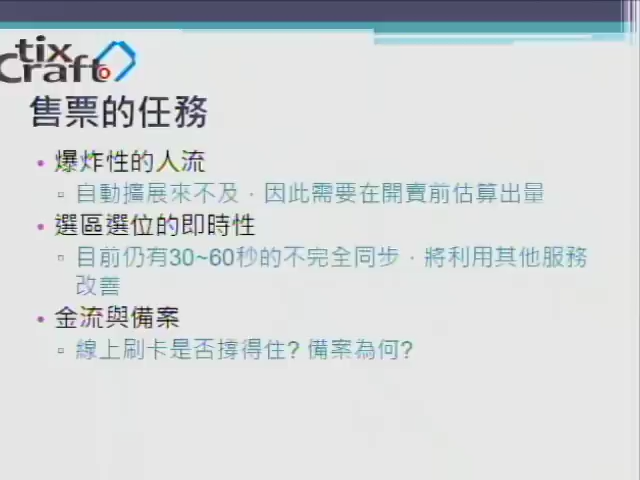 tix
Craft
售票的任務
• 爆炸性的人流
▫ 自動擴展來不及，因此需要在開賣前估算出量
• 選區選位的即時性
▫ 目前仍有30~60秒的不完全同步，將利用其他服務
改善
• 金流與備案
▫ 線上刷卡是否撐得住? 備案為何?